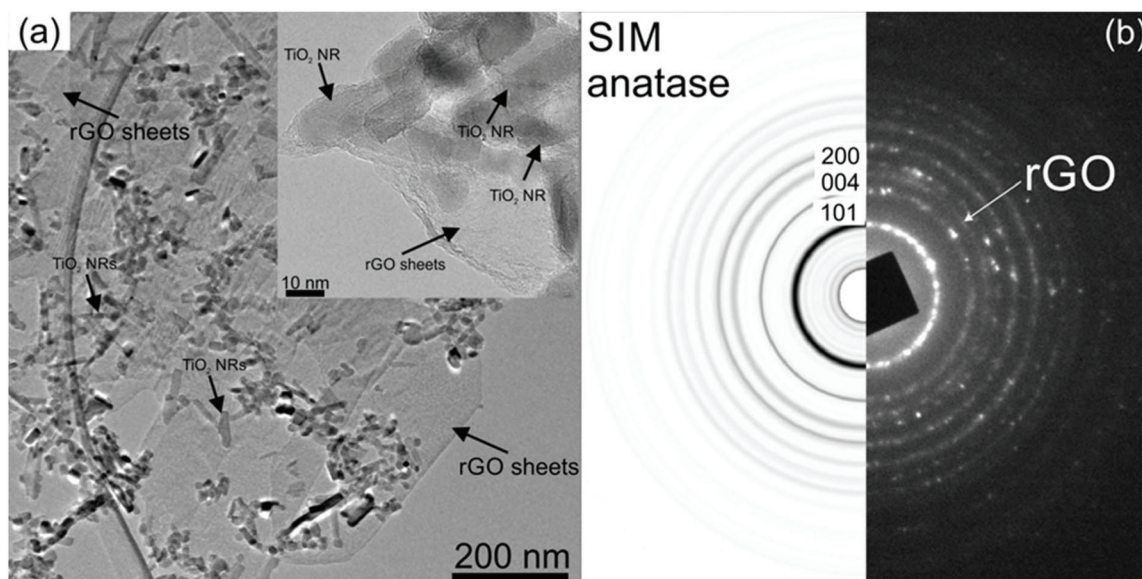 (a)
TiO₂ NR
rGO sheets
TiO₂ NR
TiO₂ NR
rGO sheets
10 nm
TiO₂ NRs
TiO₂ NRs
rGO sheets
200 nm
SIM
anatase
(b)
200
004
101
rGO